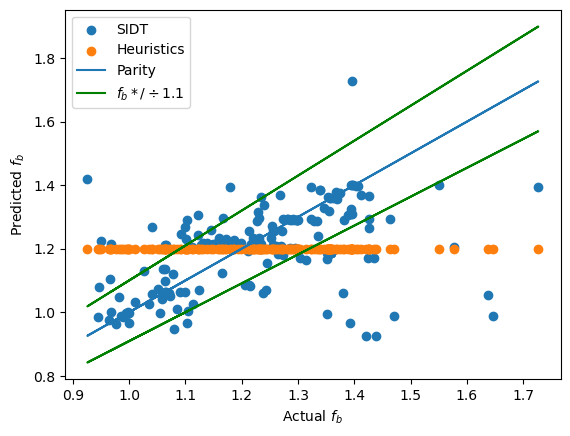 SIDT
Heuristics
Parity
f_b */÷1.1
Predicted f_b
1.8
1.6
1.4
1.2
1.0
0.8
0.9 1.0 1.1 1.2 1.3 1.4 1.5 1.6 1.7
Actual f_b